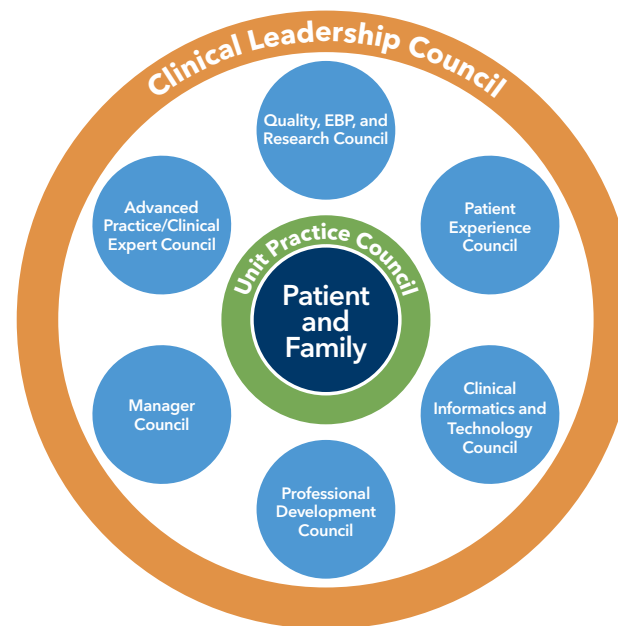 Clinical Leadership Council
Quality, EBP, and
Research Council
Advanced
Practice/Clinical
Expert Council
Patient
Experience
Council
Unit Practice Council
Patient
and
Family
Manager
Council
Clinical
Informatics and
Technology
Council
Professional
Development
Council